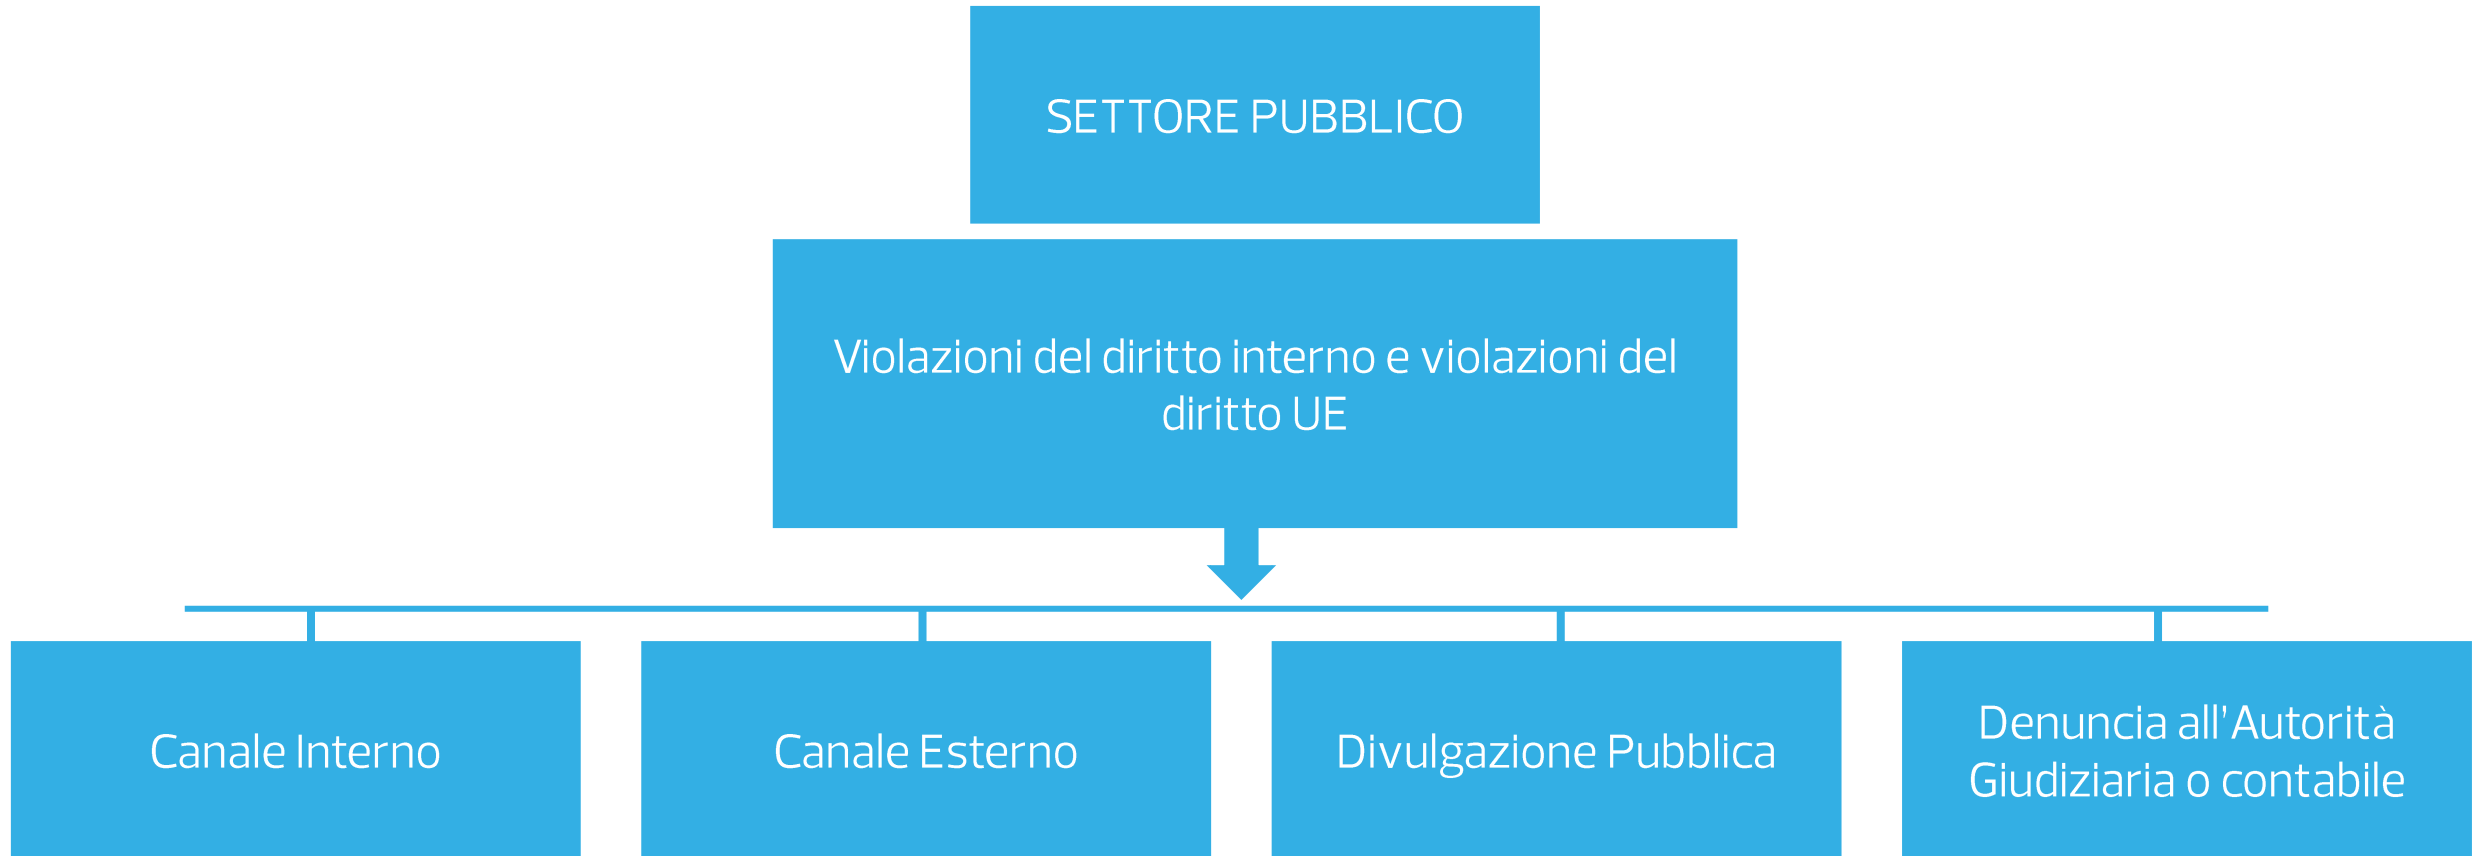 SETTORE PUBBLICO
Violazioni del diritto interno e violazioni del
diritto UE
Canale Interno
Canale Esterno
Divulgazione Pubblica
Denuncia all'Autorità
Giudiziaria o contabile